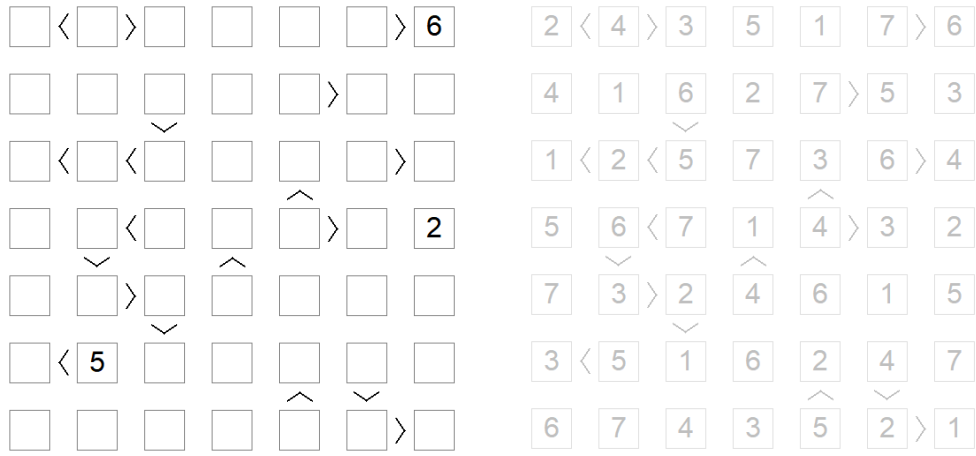 6 2 4 3 5 1 7 6
4 1 6 2 7 5 3
1 2 5 7 3 6 4
2 5 6 7 1 4 3 2
7 3 2 4 6 1 5
5 3 5 1 6 2 4 7
6 7 4 3 5 2 1